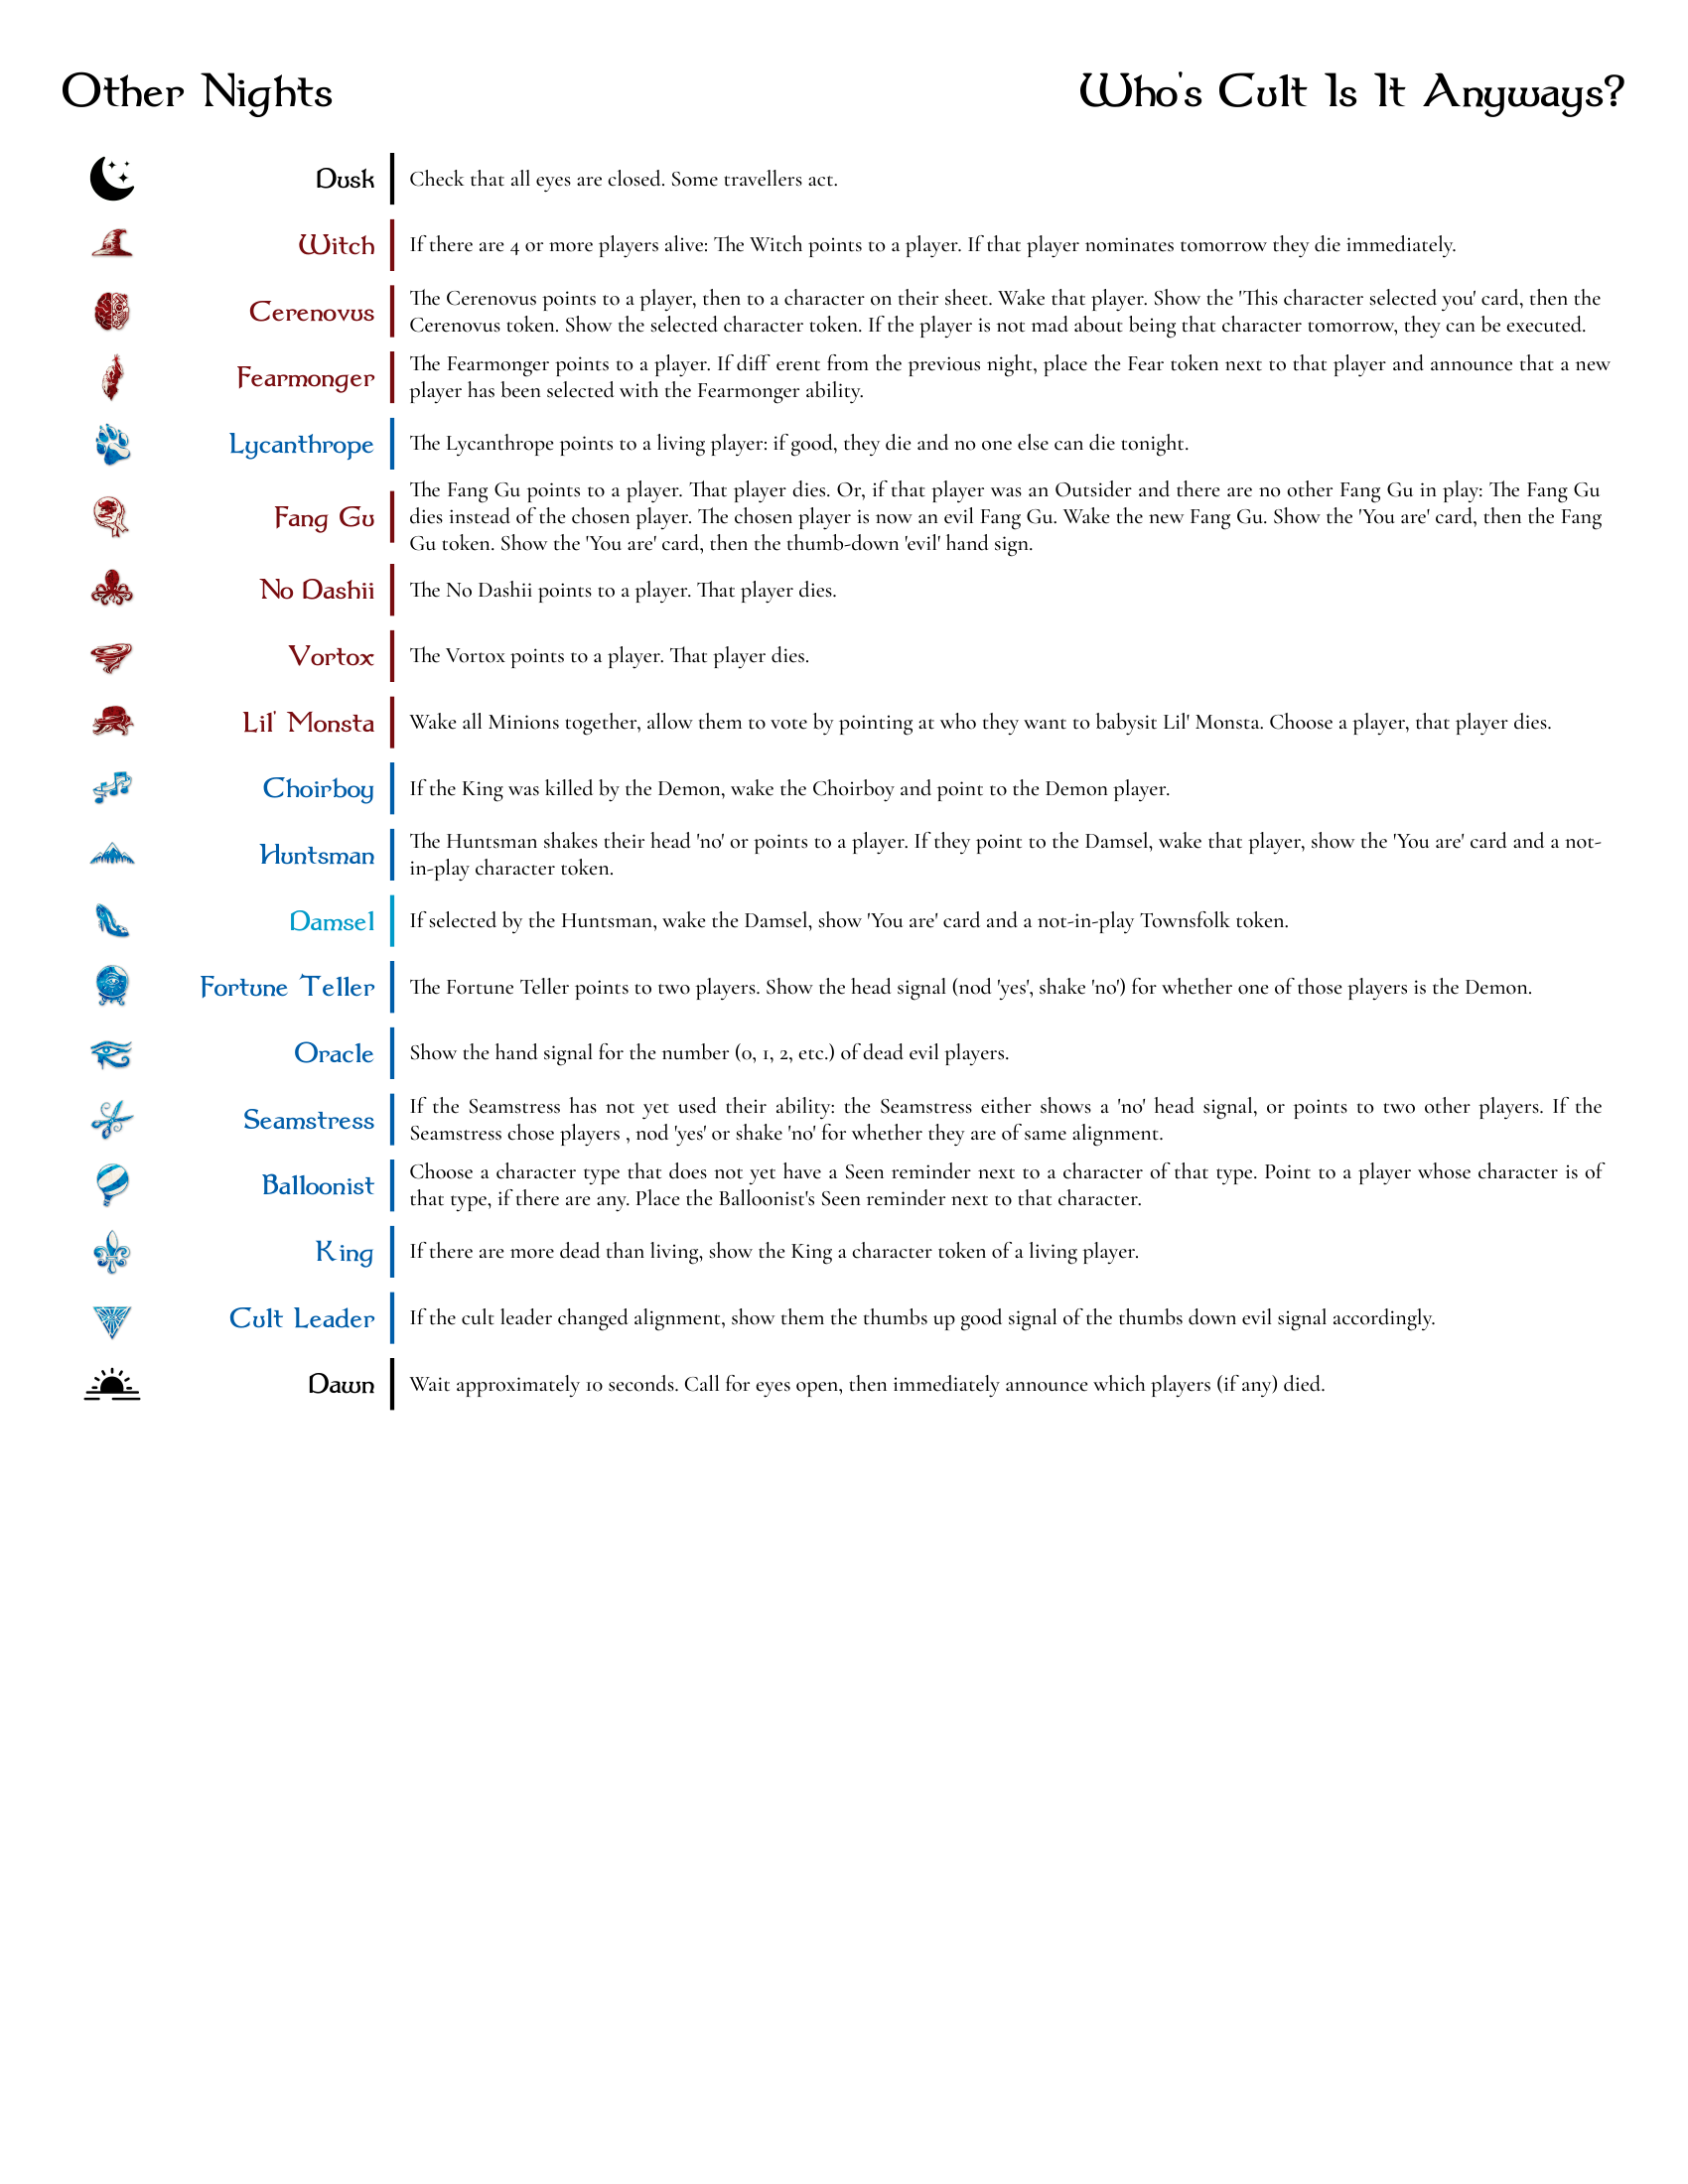 Other Nights
Who's Cult Is It Anyways?
Dusk
Check that all eyes are closed. Some travellers act.
Witch
If there are 4 or more players alive: The Witch points to a player. If that player nominates tomorrow they die immediately.
Cerenovus
The Cerenovus points to a player, then to a character on their sheet. Wake that player. Show the 'This character selected you' card, then the
Cerenovus token. Show the selected character token. If the player is not mad about being that character tomorrow, they can be executed.
Fearmonger
The Fearmonger points to a player. If diff erent from the previous night, place the Fear token next to that player and announce that a new
player has been selected with the Fearmonger ability.
Lycanthrope
The Lycanthrope points to a living player: if good, they die and no one else can die tonight.
Fang Gu
The Fang Gu points to a player. That player dies. Or, if that player was an Outsider and there are no other Fang Gu in play: The Fang Gu
dies instead of the chosen player. The chosen player is now an evil Fang Gu. Wake the new Fang Gu. Show the 'You are' card, then the Fang
Gu token. Show the 'You are' card, then the thumb-down 'evil' hand sign.
No Dashii
The No Dashii points to a player. That player dies.
Vortox
The Vortox points to a player. That player dies.
Lil' Monsta
Wake all Minions together, allow them to vote by pointing at who they want to babysit Lil' Monsta. Choose a player, that player dies.
Choirboy
If the King was killed by the Demon, wake the Choirboy and point to the Demon player.
Huntsman
The Huntsman shakes their head 'no' or points to a player. If they point to the Damsel, wake that player, show the 'You are' card and a not-
in-play character token.
Damsel
If selected by the Huntsman, wake the Damsel, show 'You are' card and a not-in-play Townsfolk token.
Fortune Teller
The Fortune Teller points to two players. Show the head signal (nod 'yes', shake 'no') for whether one of those players is the Demon.
Oracle
Show the hand signal for the number (0, 1, 2, etc.) of dead evil players.
Seamstress
If the Seamstress has not yet used their ability: the Seamstress either shows a 'no' head signal, or points to two other players. If the
Seamstress chose players , nod 'yes' or shake 'no' for whether they are of same alignment.
Balloonist
Choose a character type that does not yet have a Seen reminder next to a character of that type. Point to a player whose character is of
that type, if there are any. Place the Balloonist's Seen reminder next to that character.
King
If there are more dead than living, show the King a character token of a living player.
Cult Leader
If the cult leader changed alignment, show them the thumbs up good signal of the thumbs down evil signal accordingly.
Dawn
Wait approximately 10 seconds. Call for eyes open, then immediately announce which players (if any) died.